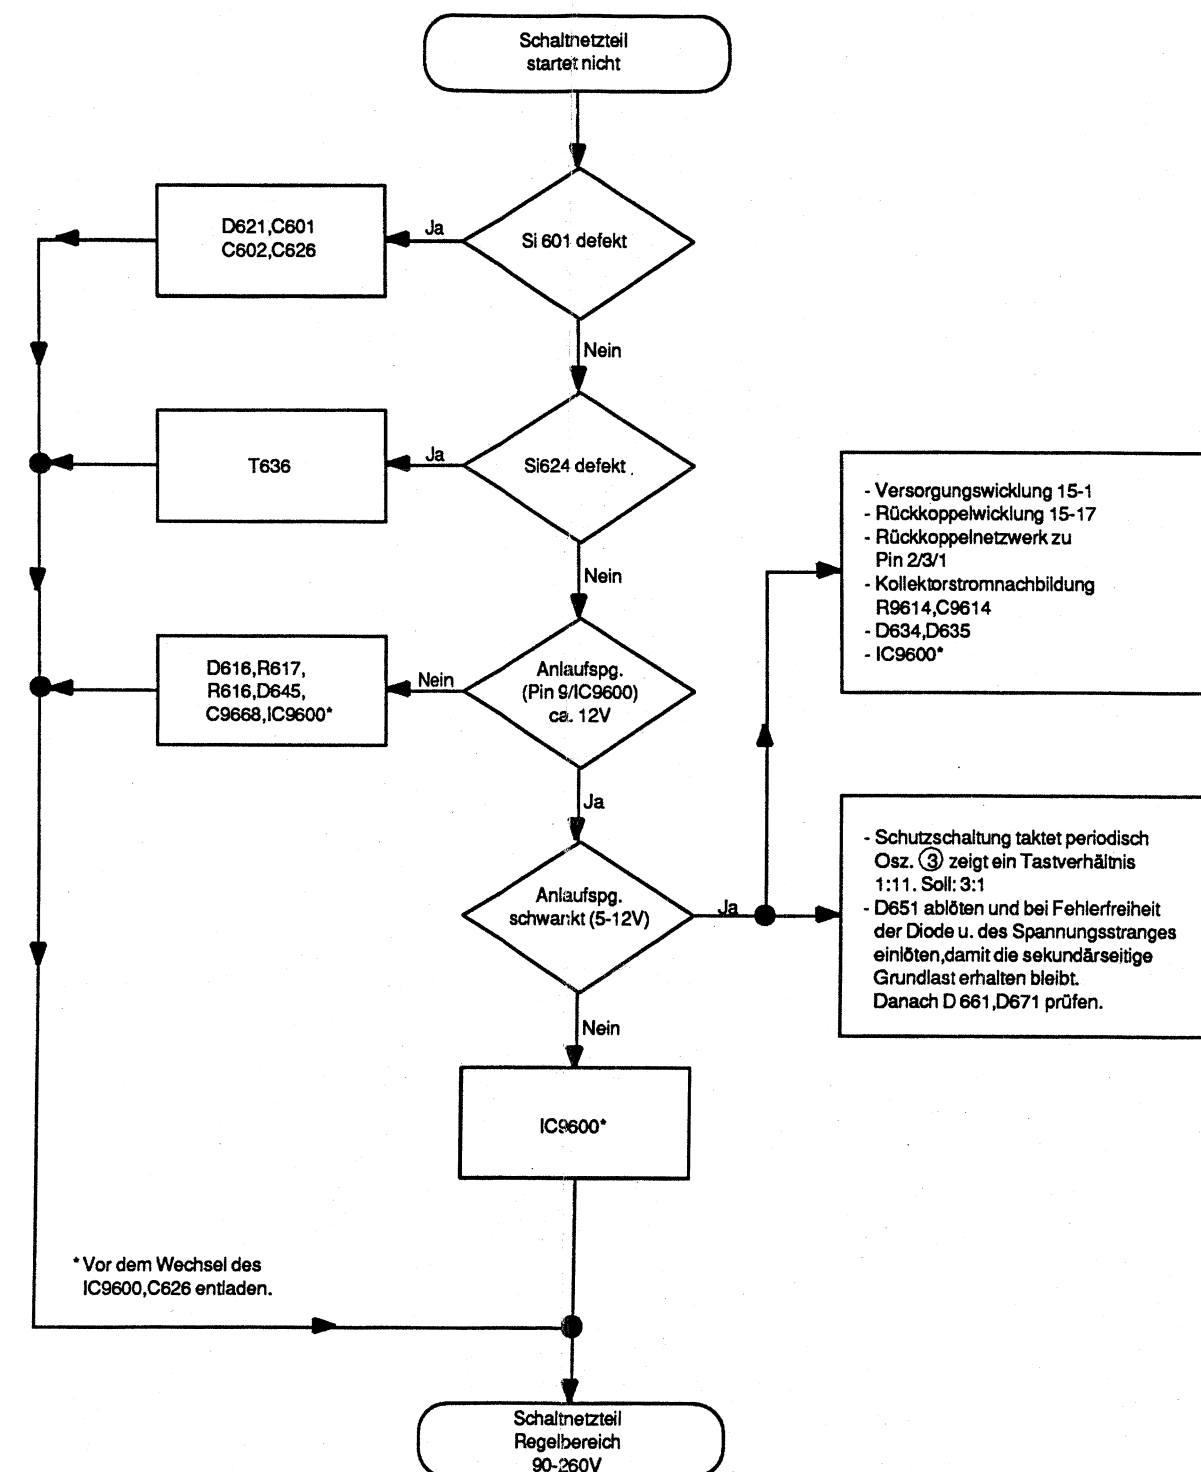 Schaltnetzteil
startet nicht
D621,C601
C602,C626
Ja
Si 601 defekt
Nein
T636
Ja
Si624 defekt
Nein
- Versorgungswicklung 15-1
- Rückkoppelwicklung 15-17
- Rückkoppelnetzwerk zu
Pin 2/3/1
- Kollektorstromnachbildung
R9614,C9614
- D634,D635
- IC9600*
D616,R617,
R616,D645,
C9668,IC9600*
Nein
Anlaufspg.
(Pin 9/IC9600)
ca. 12V
Ja
Anlaufspg.
schwankt (5-12V)
Ja
- Schutzschaltung taktet periodisch
Osz. ③ zeigt ein Tastverhältnis
1:11. Soll: 3:1
- D651 ablöten und bei Fehlerfreiheit
der Diode u. des Spannungsstranges
einlöten,damit die sekundärseitige
Grundlast erhalten bleibt.
Danach D 661,D671 prüfen.
Nein
IC9600*
* Vor dem Wechsel des
IC9600,C626 entladen.
Schaltnetzteil
Regelbereich
90-260V